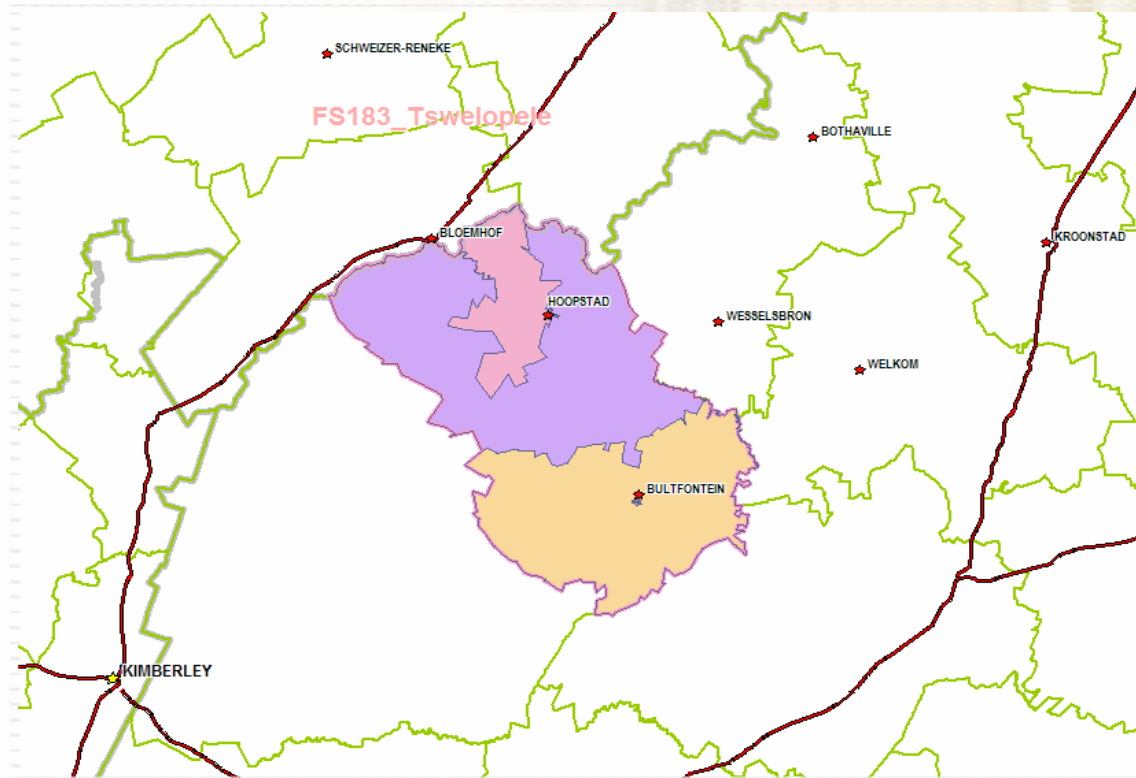 SCHWEIZER-RENEKE
FS183_Tswelopele
BOTHAVILLE
BLOEMHOF
KROONSTAD
HOOPSTAD
WESSELSBRON
WELKOM
BULTFONTEIN
KIMBERLEY